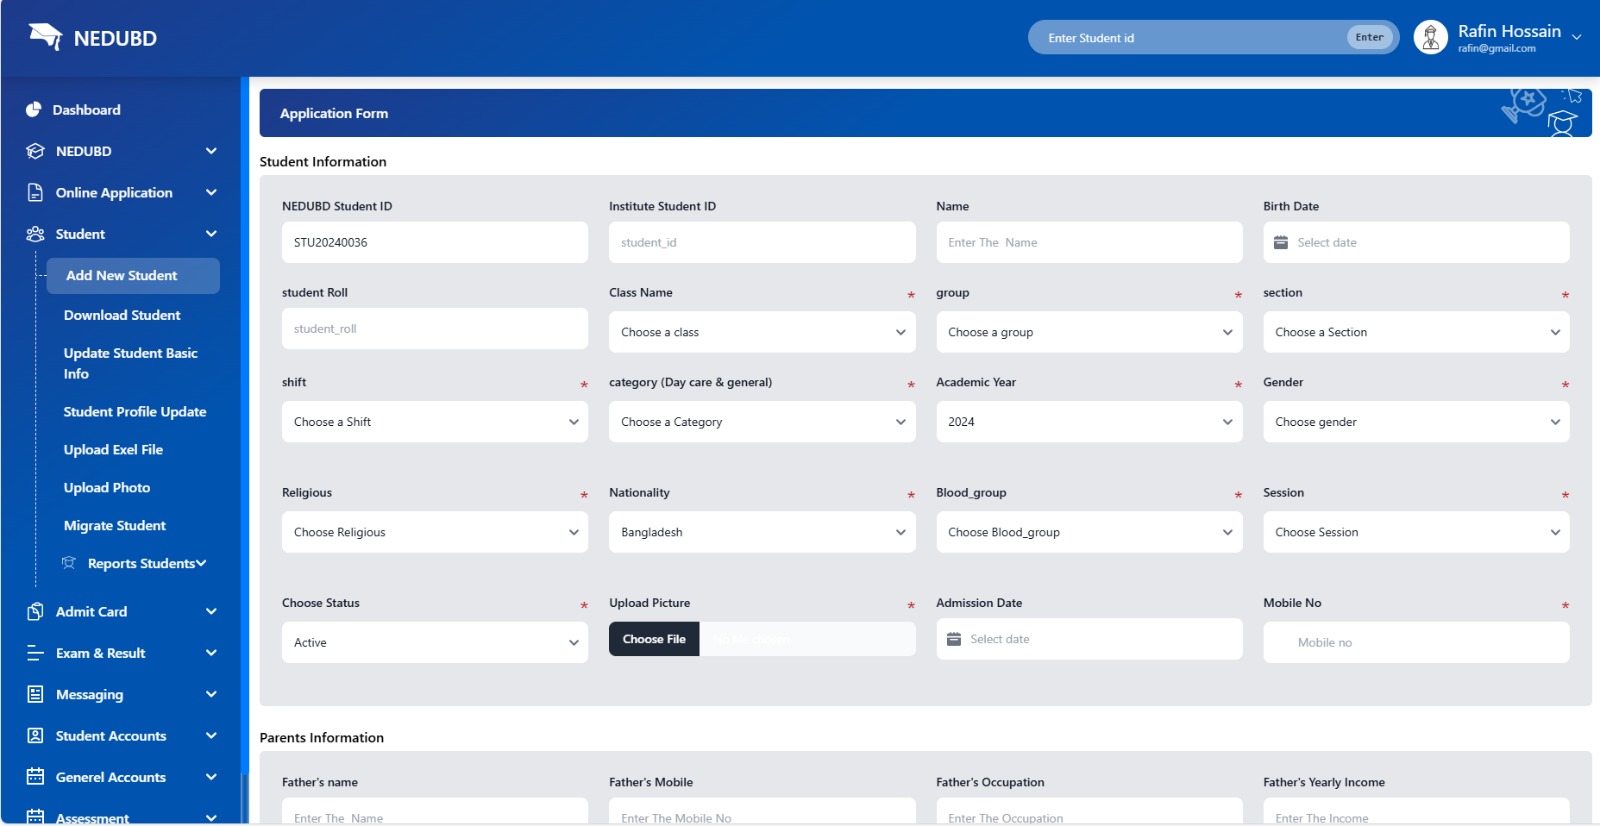 NEDUBD
Enter Student id
Enter
Rafin Hossain
rafin@gmail.com
Dashboard
NEDUBD
Online Application
Student
Add New Student
Download Student
Update Student Basic
Info
Student Profile Update
Upload Exel File
Upload Photo
Migrate Student
Reports Students
Admit Card
Exam & Result
Messaging
Student Accounts
Generel Accounts
Assessment
Application Form
Student Information
NEDUBD Student ID
Institute Student ID
Name
Birth Date
STU20240036
student_id
Enter The Name
Select date
student Roll
Class Name *
group *
section *
student_roll
Choose a class
Choose a group
Choose a Section
shift *
category (Day care & general) *
Academic Year *
Gender *
Choose a Shift
Choose a Category
2024
Choose gender
Religious *
Nationality *
Blood_group *
Session *
Choose Religious
Bangladesh
Choose Blood_group
Choose Session
Choose Status *
Upload Picture *
Admission Date
Mobile No *
Active
Choose File
Select date
Mobile no
Parents Information
Father's name
Father's Mobile
Father's Occupation
Father's Yearly Income
Enter The Name
Enter The Mobile No
Enter The Occupation
Enter The Income